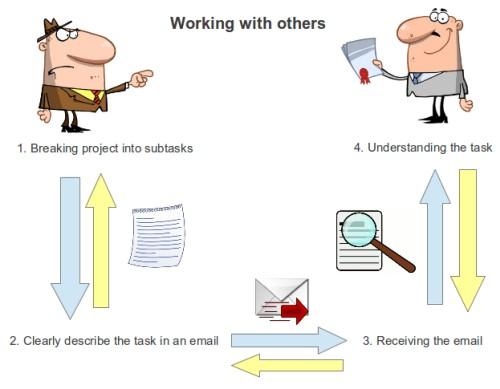 Working with others
1. Breaking project into subtasks
4. Understanding the task
2. Clearly describe the task in an email
3. Receiving the email